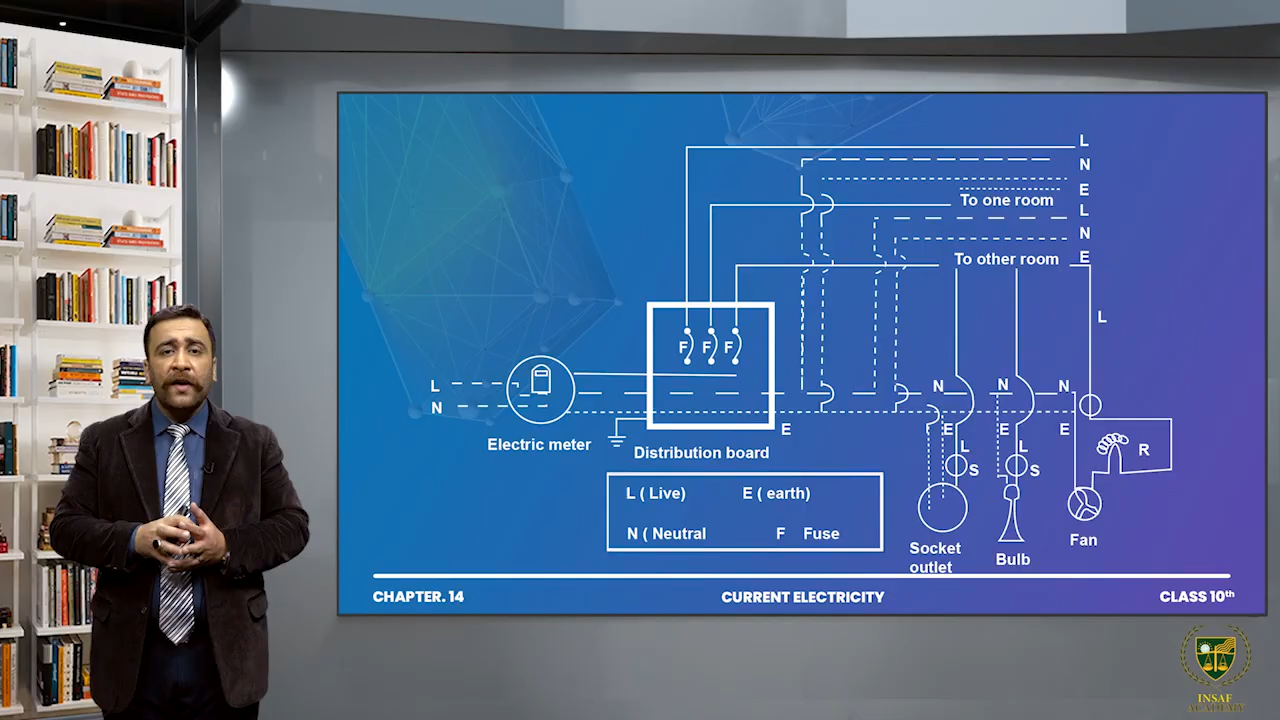 L
N
E
To one room
L
N
To other room
E
L
F F F
L
N
N
N
N
E
E
E
E
Electric meter
Distribution board
L
S
L
S
R
L ( Live)
E ( earth)
N ( Neutral
F Fuse
Socket
outlet
Bulb
Fan
CHAPTER. 14
CURRENT ELECTRICITY
CLASS 10th
INSAF
ACADEMY